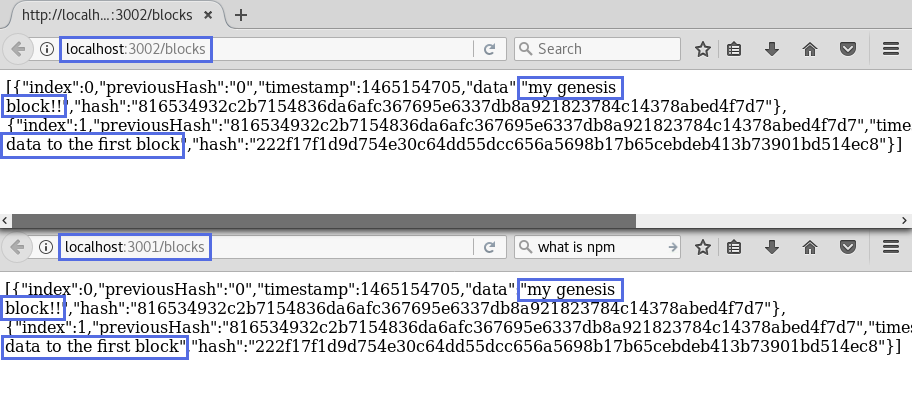 http://localh...:3002/blocks
localhost:3002/blocks
Search
[{"index":0,"previousHash":"0","timestamp":1465154705,"data":"my genesis
block!!","hash":"816534932c2b7154836da6afc367695e6337db8a921823784c14378abed4f7d7"},
{"index":1,"previousHash":"816534932c2b7154836da6afc367695e6337db8a921823784c14378abed4f7d7","times
data to the first block","hash":"222f17f1d9d754e30c64dd55dcc656a5698b17b65cebdeb413b73901bd514ec8"}]
localhost:3001/blocks
what is npm
[{"index":0,"previousHash":"0","timestamp":1465154705,"data":"my genesis
block!!","hash":"816534932c2b7154836da6afc367695e6337db8a921823784c14378abed4f7d7"},
{"index":1,"previousHash":"816534932c2b7154836da6afc367695e6337db8a921823784c14378abed4f7d7","times
data to the first block","hash":"222f17f1d9d754e30c64dd55dcc656a5698b17b65cebdeb413b73901bd514ec8"}]